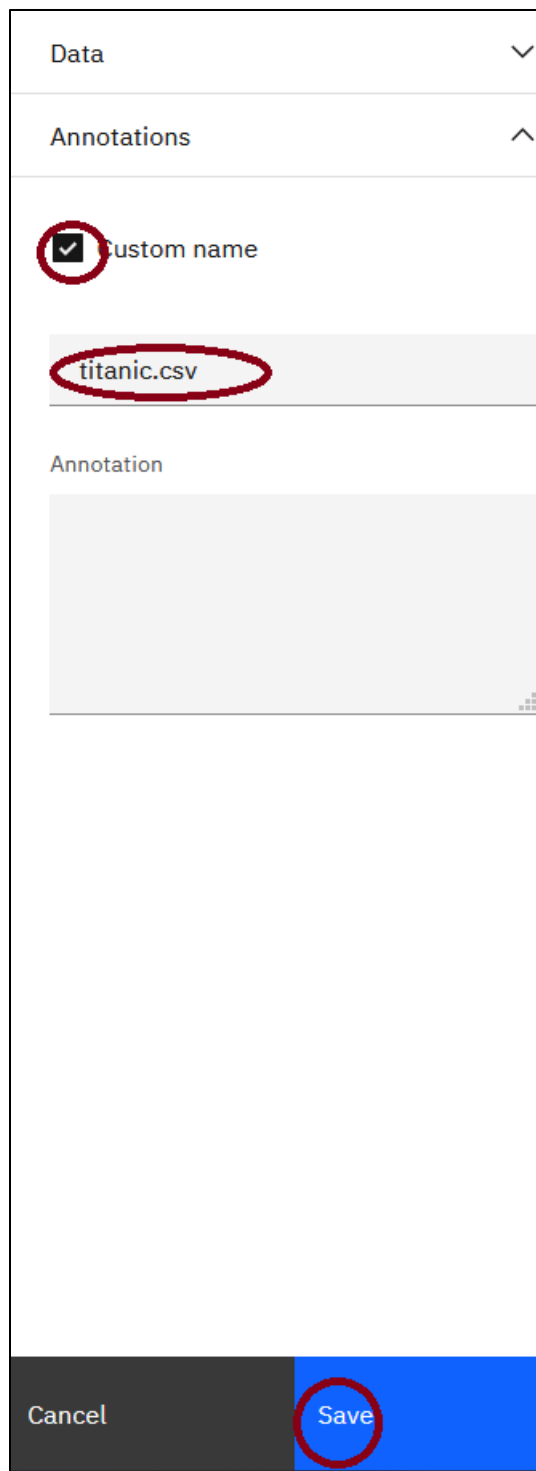 Data
Annotations
Custom name
titanic.csv
Annotation
Cancel
Save